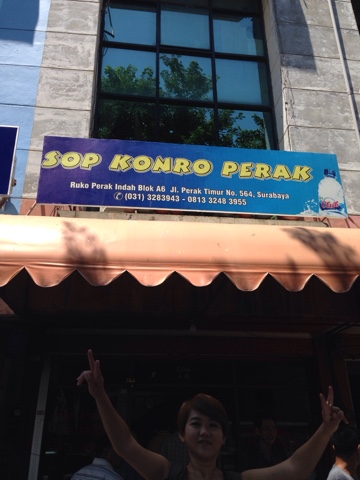 SOP KONRO PERAK
Ruko Perak Indah Blok A6 Jl. Perak Timur No. 564, Surabaya
(031) 3283943 - 0813 3248 3955